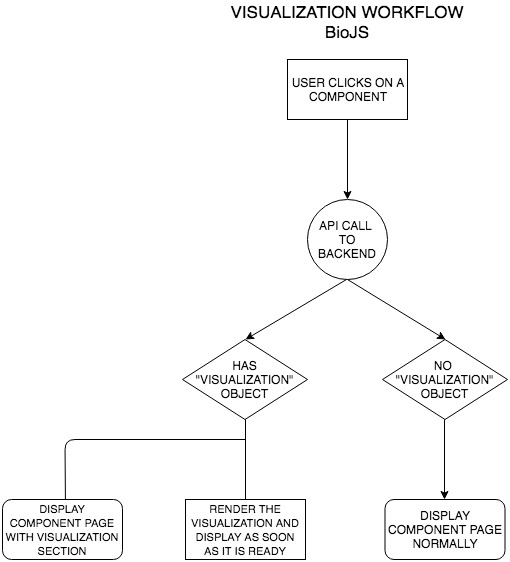 VISUALIZATION WORKFLOW
BioJS
USER CLICKS ON A
COMPONENT
API CALL
TO
BACKEND
HAS
"VISUALIZATION"
OBJECT
NO
"VISUALIZATION"
OBJECT
DISPLAY
COMPONENT PAGE
WITH VISUALIZATION
SECTION
RENDER THE
VISUALIZATION AND
DISPLAY AS SOON
AS IT IS READY
DISPLAY
COMPONENT PAGE
NORMALLY